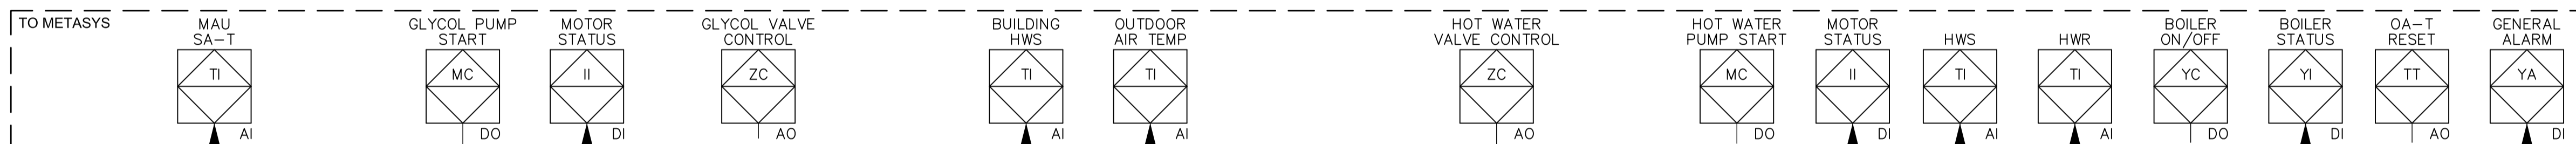 TO METASYS
MAU
SA-T
TI
AI
GLYCOL PUMP
START
MC
DO
MOTOR
STATUS
II
DI
GLYCOL VALVE
CONTROL
ZC
AO
BUILDING
HWS
TI
AI
OUTDOOR
AIR TEMP
TI
AI
HOT WATER
VALVE CONTROL
ZC
AO
HOT WATER
PUMP START
MC
DO
MOTOR
STATUS
II
DI
HWS
TI
AI
HWR
TI
AI
BOILER
ON/OFF
YC
DO
BOILER
STATUS
YI
DI
OA-T
RESET
TT
AO
GENERAL
ALARM
YA
DI